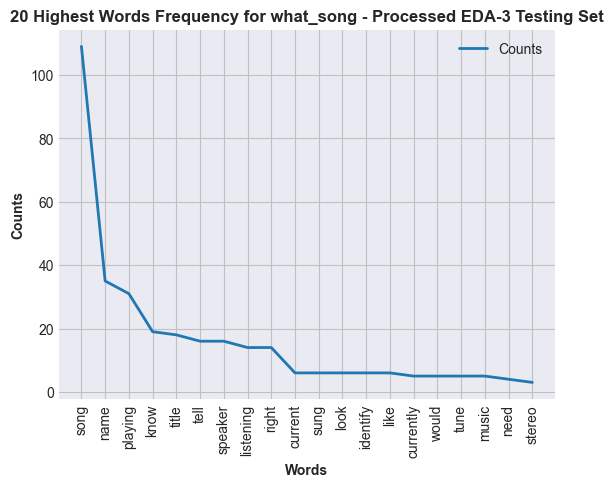 20 Highest Words Frequency for what_song - Processed EDA-3 Testing Set
Counts
100
80
60
40
20
0
Counts
song
name
playing
know
title
tell
speaker
listening
right
current
sung
look
identify
like
currently
would
tune
music
need
stereo
Words